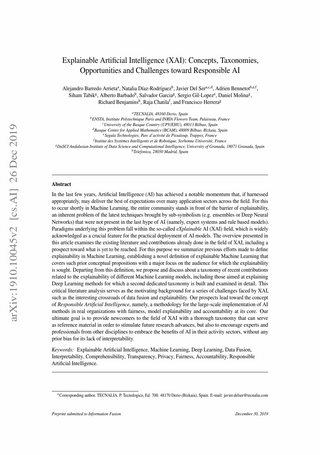 arXiv:1910.10045v2 [cs.AI] 26 Dec 2019
Explainable Artificial Intelligence (XAI): Concepts, Taxonomies,
Opportunities and Challenges toward Responsible AI
Alejandro Barredo Arrieta, Natalia Díaz-Rodríguez, Javier Del Ser, Adrien Bennetot,
Siham Tabik, Alberto Barbado, Salvador Garcia, Sergio Gil-Lopez, Daniel Molina,
Richard Benjamins, Raja Chatila, and Francisco Herrera
TECNALIA, 48160 Derio, Spain
ENSTA, Institute Polytechnique Paris and INRIA Flowers Team, Palaiseau, France
University of the Basque Country (UPV/EHU), 48013 Bilbao, Spain
Basque Center for Applied Mathematics (BCAM), 48009 Bilbao, Bizkaia, Spain
Segula Technologies, Parc d'activité de Pissaloup, Trappes, France
Institut des Systèmes Intelligents et de Robotique, Sorbonne Université, France
DaSCI Andalusian Institute of Data Science and Computational Intelligence, University of Granada, 18071 Granada, Spain
Telefonica, 28050 Madrid, Spain
Abstract
In the last few years, Artificial Intelligence (AI) has achieved a notable momentum that, if harnessed
appropriately, may deliver the best of expectations over many application sectors across the field. For this
to occur shortly in Machine Learning, the entire community stands in front of the barrier of explainability,
an inherent problem of the latest techniques brought by sub-symbolism (e.g. ensembles or Deep Neural
Networks) that were not present in the last hype of AI (namely, expert systems and rule based models).
Paradigms underlying this problem fall within the so-called eXplainable AI (XAI) field, which is widely
acknowledged as a crucial feature for the practical deployment of AI models. The overview presented in
this article examines the existing literature and contributions already done in the field of XAI, including a
prospect toward what is yet to be reached. For this purpose we summarize previous efforts made to define
explainability in Machine Learning, establishing a novel definition of explainable Machine Learning that
covers such prior conceptual propositions with a major focus on the audience for which the explainability
is sought. Departing from this definition, we propose and discuss about a taxonomy of recent contributions
related to the explainability of different Machine Learning models, including those aimed at explaining
Deep Learning methods for which a second dedicated taxonomy is built and examined in detail. This
critical literature analysis serves as the motivating background for a series of challenges faced by XAI,
such as the interesting crossroads of data fusion and explainability. Our prospects lead toward the concept
of Responsible Artificial Intelligence, namely, a methodology for the large-scale implementation of AI
methods in real organizations with fairness, model explainability and accountability at its core. Our
ultimate goal is to provide newcomers to the field of XAI with a thorough taxonomy that can serve
as reference material in order to stimulate future research advances, but also to encourage experts and
professionals from other disciplines to embrace the benefits of AI in their activity sectors, without any
prior bias for its lack of interpretability.
Keywords: Explainable Artificial Intelligence, Machine Learning, Deep Learning, Data Fusion,
Interpretability, Comprehensibility, Transparency, Privacy, Fairness, Accountability, Responsible
Artificial Intelligence.
Corresponding author. TECNALIA. P. Tecnologico, Ed. 700. 48170 Derio (Bizkaia), Spain. E-mail: javier.delser@tecnalia.com
Preprint submitted to Information Fusion December 30, 2019